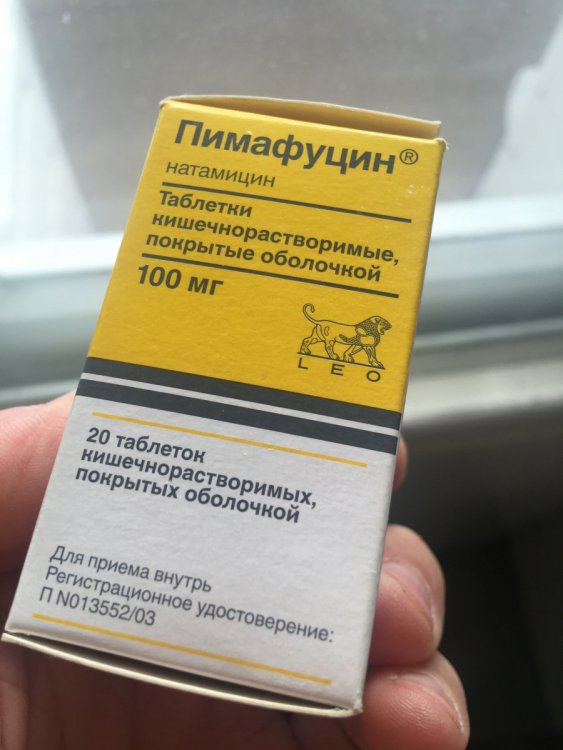 Пимафуцин®
натамицин
Таблетки
кишечнорастворимые,
покрытые оболочкой
100 мг
LEO
20 таблеток
кишечнорастворимых,
покрытых оболочкой
Для приема внутрь
Регистрационное удостоверение:
П N013552/03